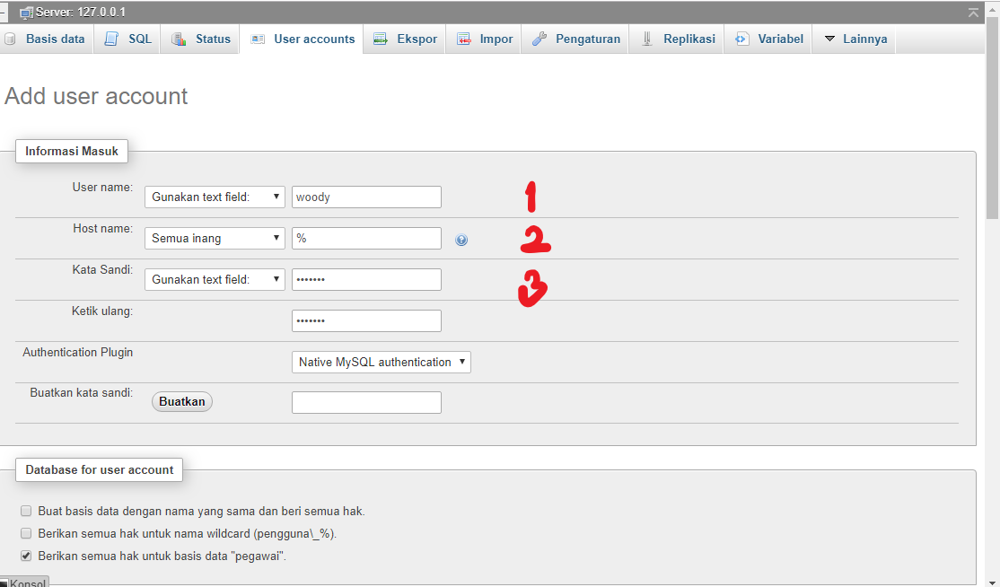 Server: 127.0.0.1
Basis data SQL Status User accounts Ekspor Impor Pengaturan Replikasi Variabel Lainnya
Add user account
Informasi Masuk
User name: Gunakan text field: woody 1
Host name: Semua inang % 2
Kata Sandi: Gunakan text field: ••••••• 3
Ketik ulang: •••••••
Authentication Plugin Native MySQL authentication
Buatkan kata sandi: Buatkan
Database for user account
Buat basis data dengan nama yang sama dan beri semua hak.
Berikan semua hak untuk nama wildcard (pengguna\_%).
Berikan semua hak untuk basis data "pegawai".
Konsol